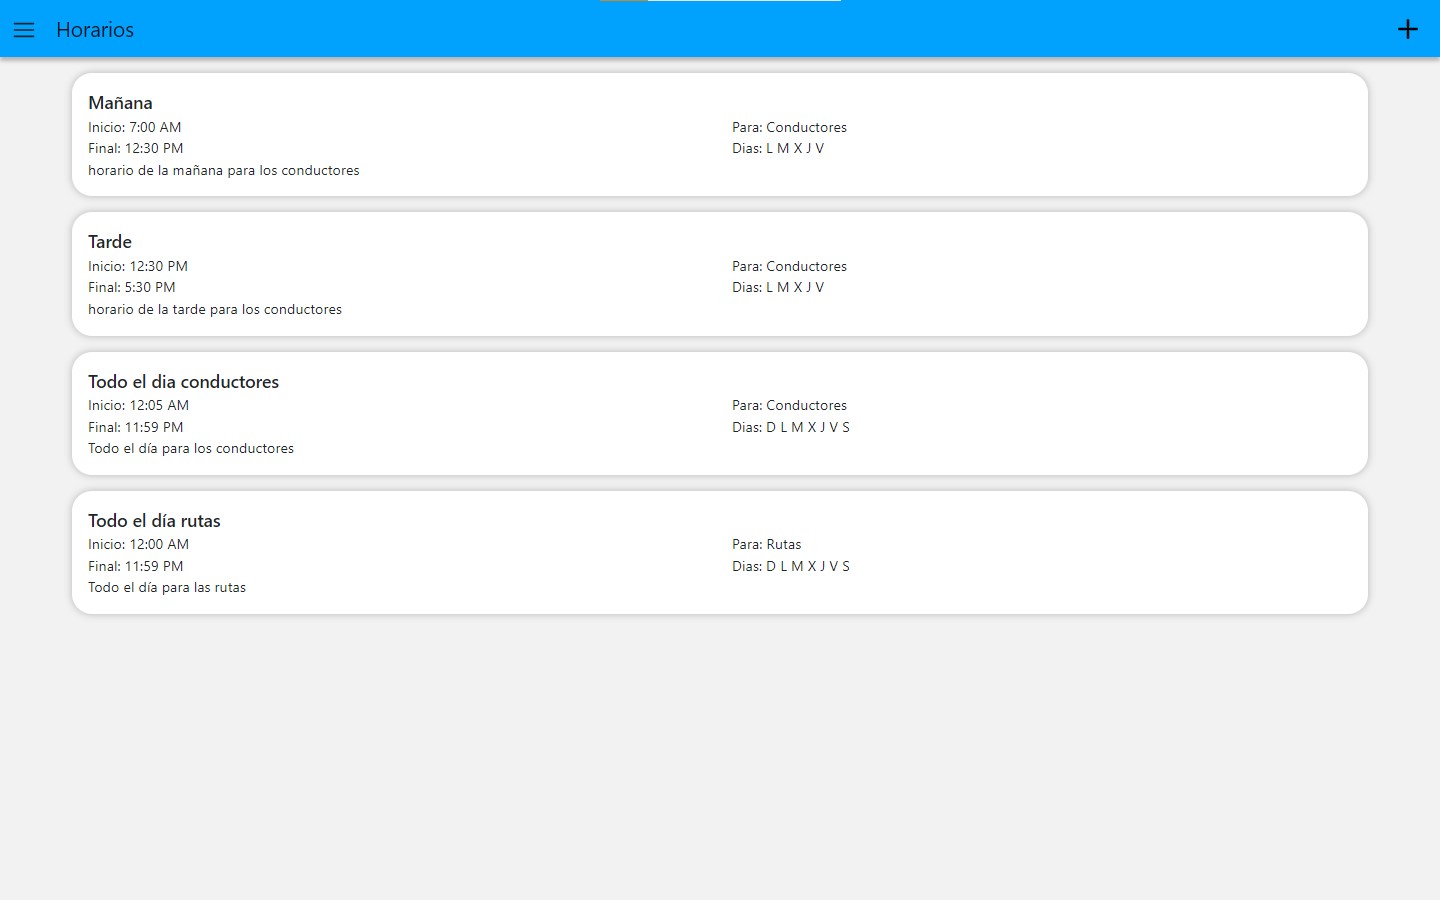 Horarios
Mañana
Inicio: 7:00 AM
Para: Conductores
Final: 12:30 PM
Dias: L M X J V
horario de la mañana para los conductores
Tarde
Inicio: 12:30 PM
Para: Conductores
Final: 5:30 PM
Dias: L M X J V
horario de la tarde para los conductores
Todo el dia conductores
Inicio: 12:05 AM
Para: Conductores
Final: 11:59 PM
Dias: D L M X J V S
Todo el día para los conductores
Todo el día rutas
Inicio: 12:00 AM
Para: Rutas
Final: 11:59 PM
Dias: D L M X J V S
Todo el día para las rutas